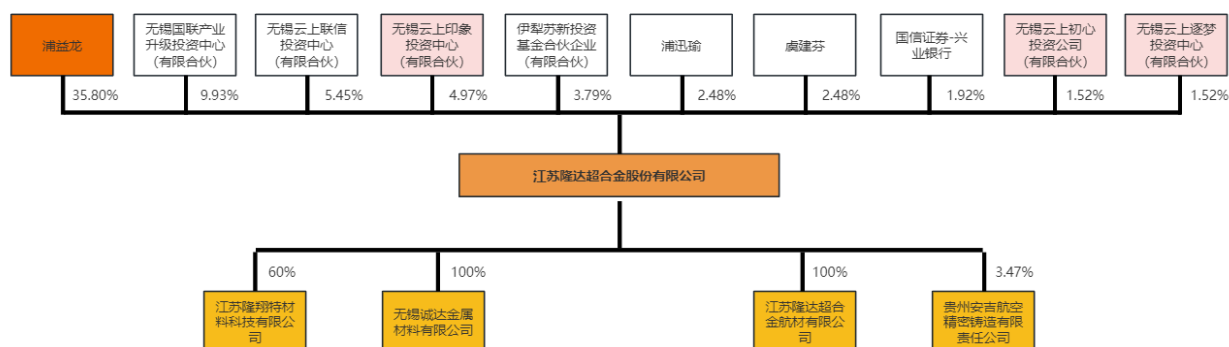 浦益龙
无锡国联产业
升级投资中心
(有限合伙)
无锡云上联信
投资中心
(有限合伙)
无锡云上印象
投资中心
(有限合伙)
伊犁苏新投资
基金合伙企业
(有限合伙)
浦迅瑜
虞建芬
国信证券-兴
业银行
无锡云上初心
投资公司
(有限合伙)
无锡云上逐梦
投资中心
(有限合伙)
35.80%
9.93%
5.45%
4.97%
3.79%
2.48%
2.48%
1.92%
1.52%
1.52%
江苏隆达超合金股份有限公司
60%
100%
100%
3.47%
江苏隆翔特材
料科技有限公
司
无锡诚达金属
材料有限公司
江苏隆达超合
金航材有限公
司
贵州安吉航空
精密铸造有限
责任公司